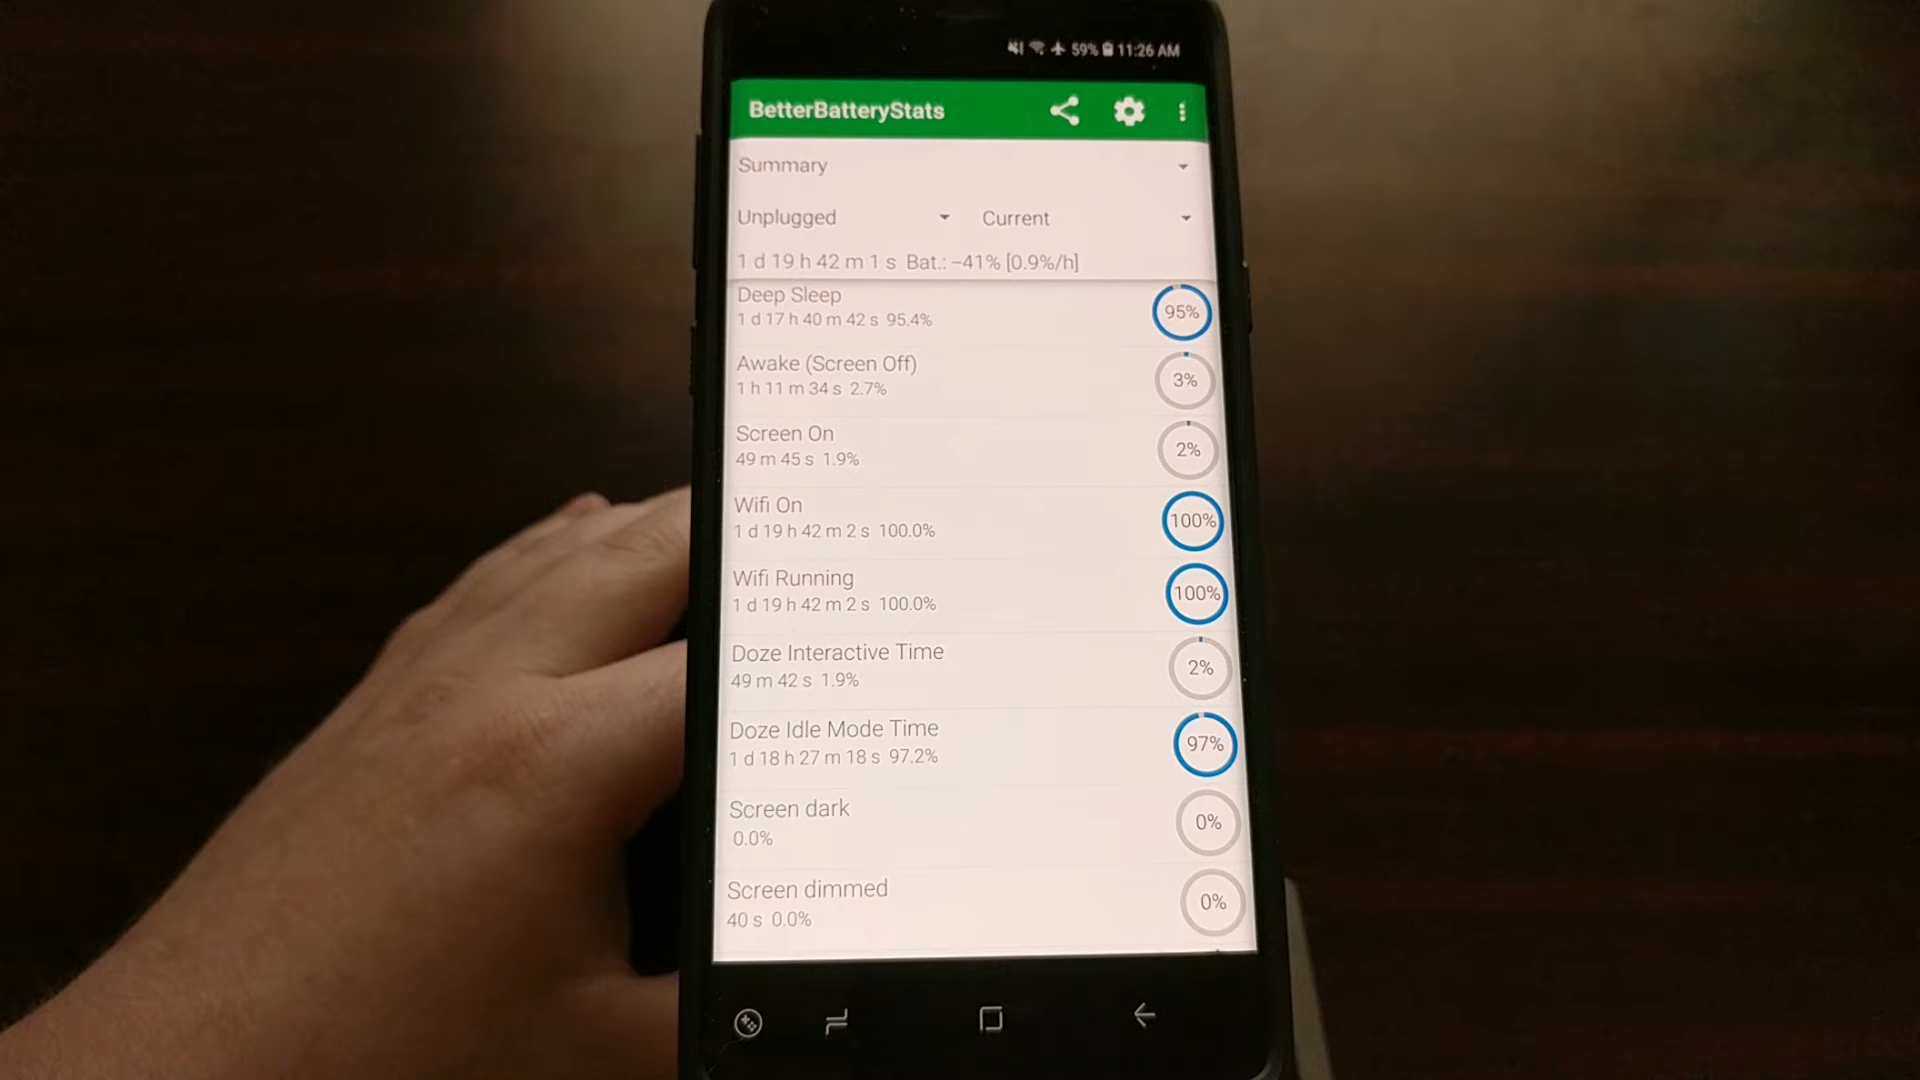 59% 11:26 AM
BetterBatteryStats
Summary
Unplugged Current
1 d 19 h 42 m 1 s Bat.: -41% [0.9%/h]
Deep Sleep
1 d 17 h 40 m 42 s 95.4%
95%
Awake (Screen Off)
1 h 11 m 34 s 2.7%
3%
Screen On
49 m 45 s 1.9%
2%
Wifi On
1 d 19 h 42 m 2 s 100.0%
100%
Wifi Running
1 d 19 h 42 m 2 s 100.0%
100%
Doze Interactive Time
49 m 42 s 1.9%
2%
Doze Idle Mode Time
1 d 18 h 27 m 18 s 97.2%
97%
Screen dark
0.0%
0%
Screen dimmed
40 s 0.0%
0%